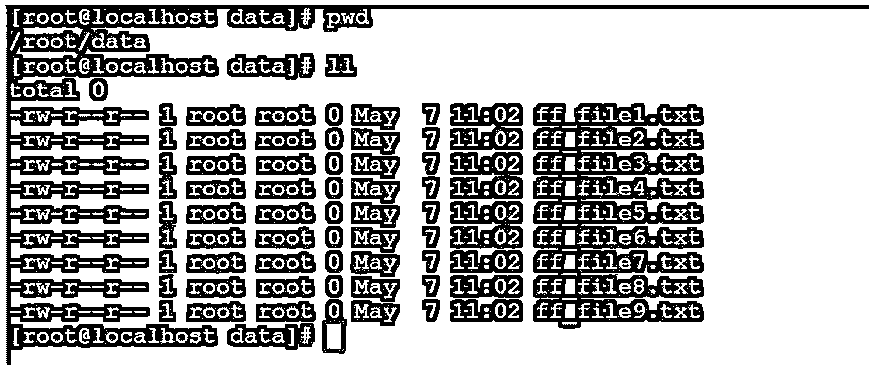 [root@localhost data]# pwd
/root/data
[root@localhost data]# ll
total 0
-rw-r--r-- 1 root root 0 May  7 11:02 ff_file1.txt
-rw-r--r-- 1 root root 0 May  7 11:02 ff_file2.txt
-rw-r--r-- 1 root root 0 May  7 11:02 ff_file3.txt
-rw-r--r-- 1 root root 0 May  7 11:02 ff_file4.txt
-rw-r--r-- 1 root root 0 May  7 11:02 ff_file5.txt
-rw-r--r-- 1 root root 0 May  7 11:02 ff_file6.txt
-rw-r--r-- 1 root root 0 May  7 11:02 ff_file7.txt
-rw-r--r-- 1 root root 0 May  7 11:02 ff_file8.txt
-rw-r--r-- 1 root root 0 May  7 11:02 ff_file9.txt
[root@localhost data]#